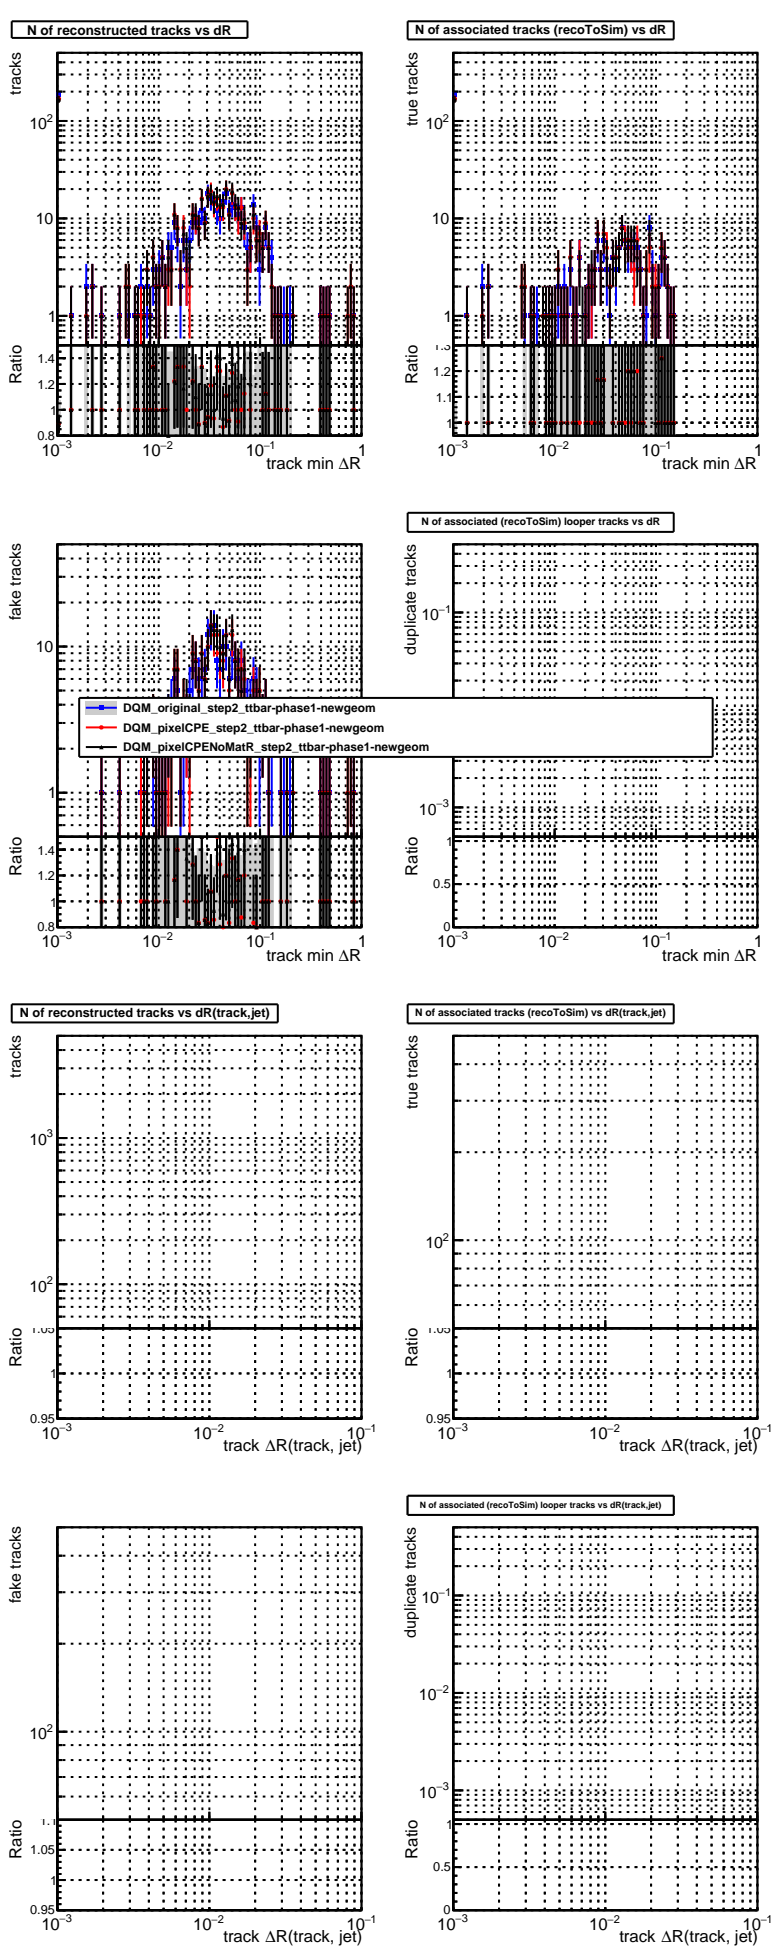 N of reconstructed tracks vs dR
tracks
10²
10
1
Ratio
1.4
1.2
1
0.8
10⁻³
10⁻²
10⁻¹
1
track min ΔR
N of associated tracks (recoToSim) vs dR
true tracks
10²
10
1
Ratio
1.3
1.2
1.1
1
10⁻³
10⁻²
10⁻¹
1
track min ΔR
fake tracks
10
1
Ratio
1.4
1.2
1
0.8
10⁻³
10⁻²
10⁻¹
1
track min ΔR
N of associated (recoToSim) looper tracks vs dR
duplicate tracks
10⁻¹
10⁻³
Ratio
1
0.5
0
10⁻³
10⁻²
10⁻¹
1
track min ΔR
DQM_original_step2_ttbar-phase1-newgeom
DQM_pixelCPE_step2_ttbar-phase1-newgeom
DQM_pixelCPENoMatR_step2_ttbar-phase1-newgeom
N of reconstructed tracks vs dR(track,jet)
tracks
10³
10²
Ratio
1.05
1
0.95
10⁻³
10⁻²
10⁻¹
track ΔR(track, jet)
N of associated tracks (recoToSim) vs dR(track,jet)
true tracks
10²
Ratio
1.05
1
0.95
10⁻³
10⁻²
10⁻¹
track ΔR(track, jet)
fake tracks
10²
Ratio
1.1
1.05
1
0.95
10⁻³
10⁻²
10⁻¹
track ΔR(track, jet)
N of associated (recoToSim) looper tracks vs dR(track,jet)
duplicate tracks
10⁻¹
10⁻²
10⁻³
Ratio
1
0.5
0
10⁻³
10⁻²
10⁻¹
track ΔR(track, jet)